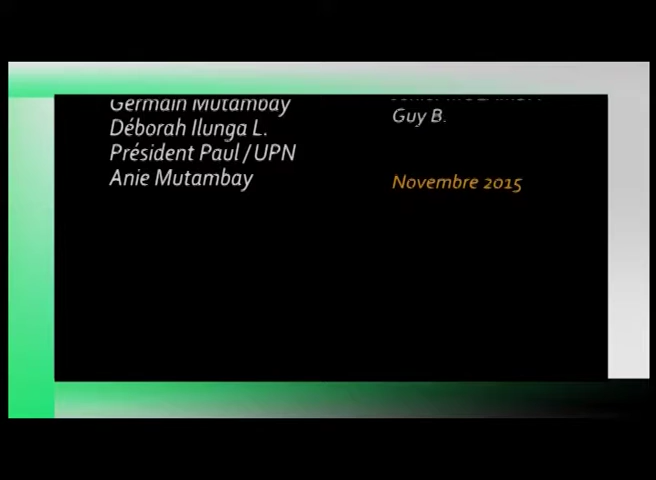 Germain Mutambay
Déborah Ilunga L.
Président Paul / UPN
Anie Mutambay
Guy B.
Novembre 2015